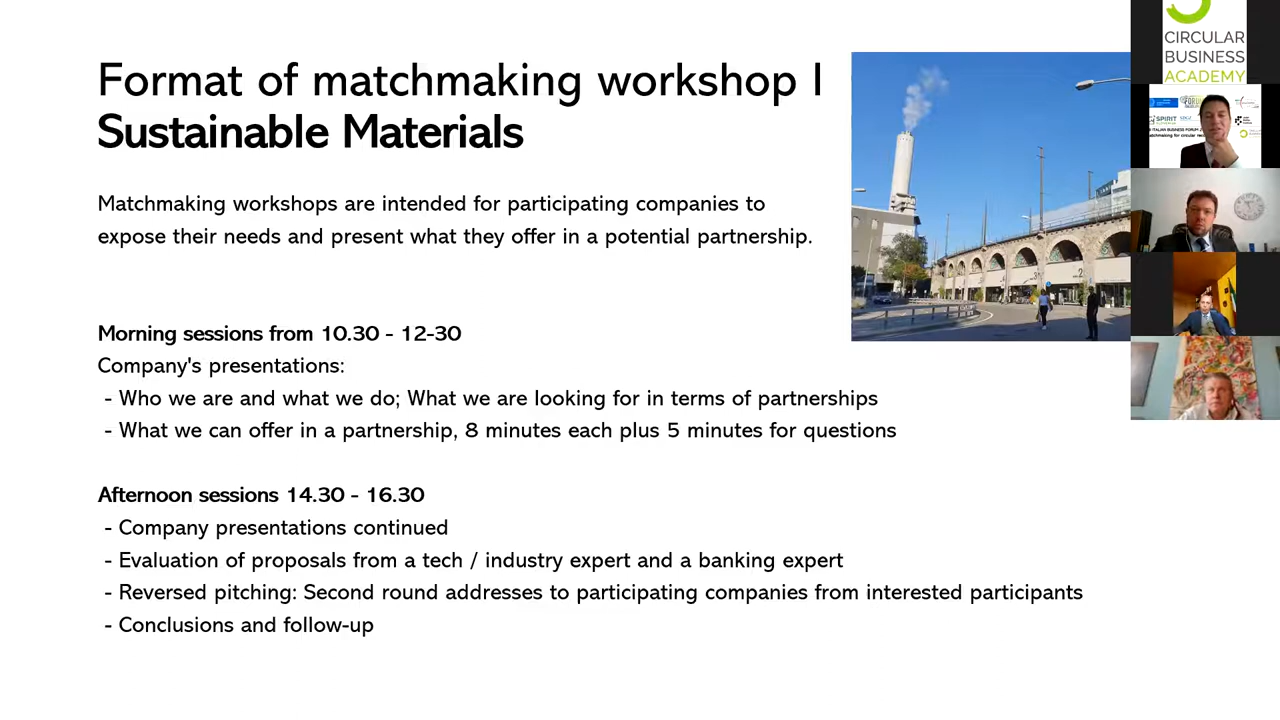 Format of matchmaking workshop I
Sustainable Materials
Matchmaking workshops are intended for participating companies to
expose their needs and present what they offer in a potential partnership.
Morning sessions from 10.30 - 12-30
Company's presentations:
- Who we are and what we do; What we are looking for in terms of partnerships
- What we can offer in a partnership, 8 minutes each plus 5 minutes for questions
Afternoon sessions 14.30 - 16.30
- Company presentations continued
- Evaluation of proposals from a tech / industry expert and a banking expert
- Reversed pitching: Second round addresses to participating companies from interested participants
- Conclusions and follow-up
CIRCULAR
BUSINESS
ACADEMY
SPIRIT
ITALIAN BUSINESS FORUM